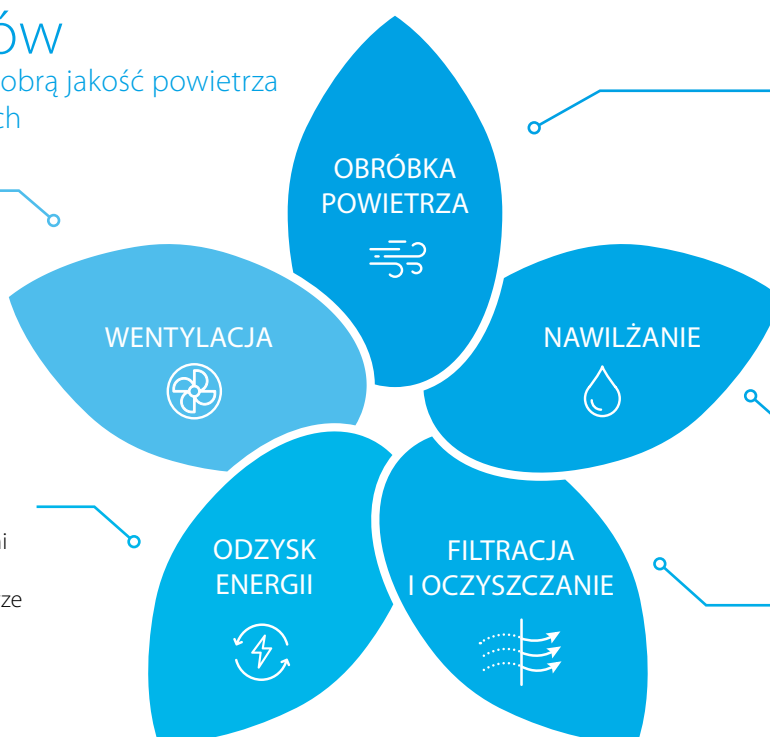 ów
obrą jakość powietrza
ch
OBRÓBKA
POWIETRZA
WENTYLACJA
NAWILŻANIE
ODZYSK
ENERGII
FILTRACJA
I OCZYSZCZANIE
ni
ze